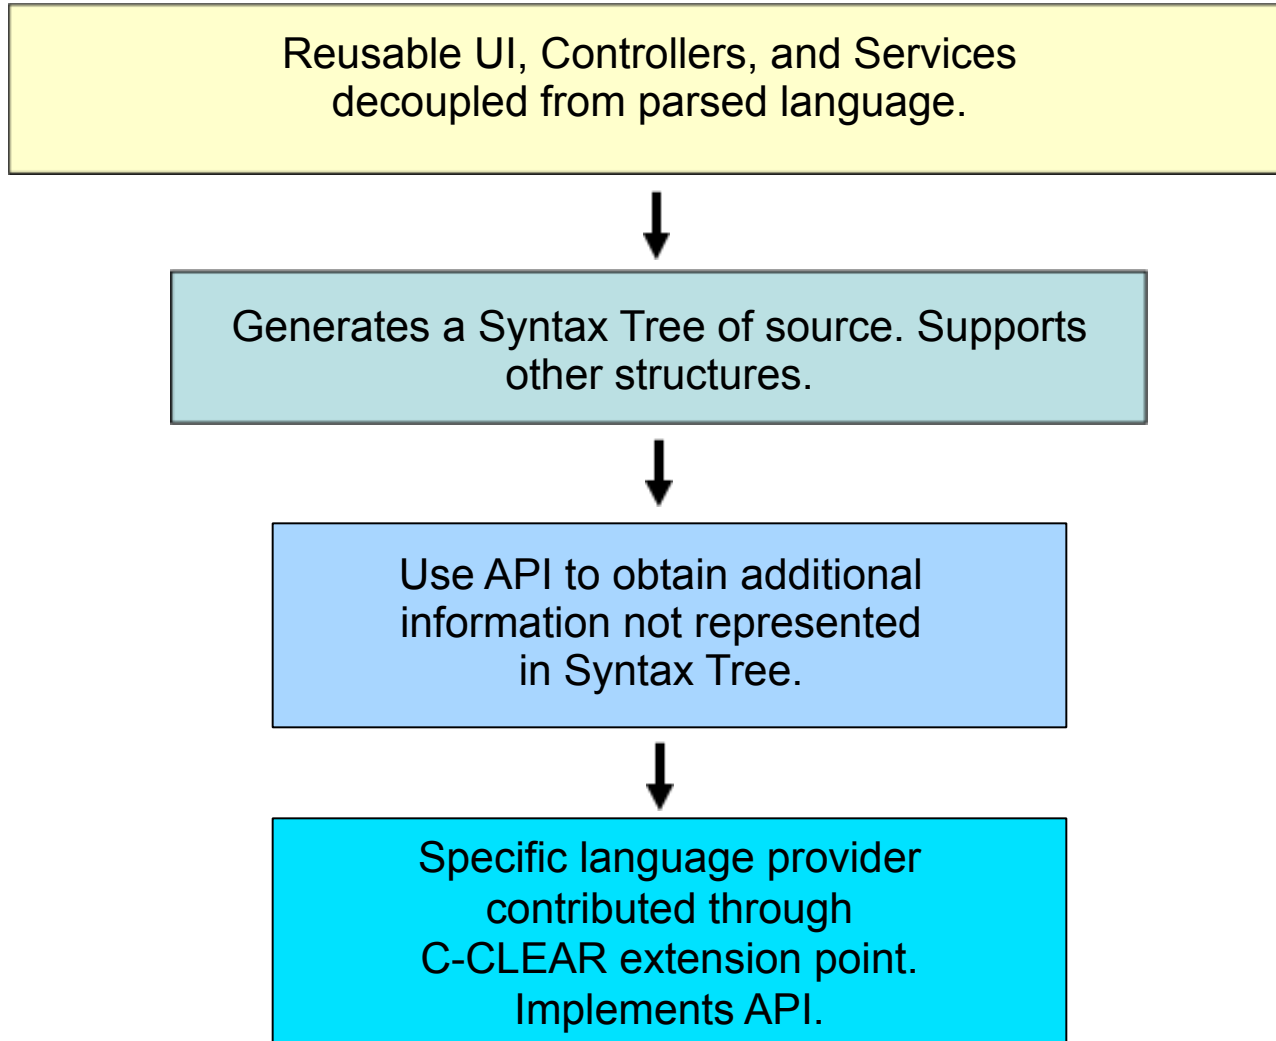 Reusable UI, Controllers, and Services
decoupled from parsed language.
Generates a Syntax Tree of source. Supports
other structures.
Use API to obtain additional
information not represented
in Syntax Tree.
Specific language provider
contributed through
C-CLEAR extension point.
Implements API.